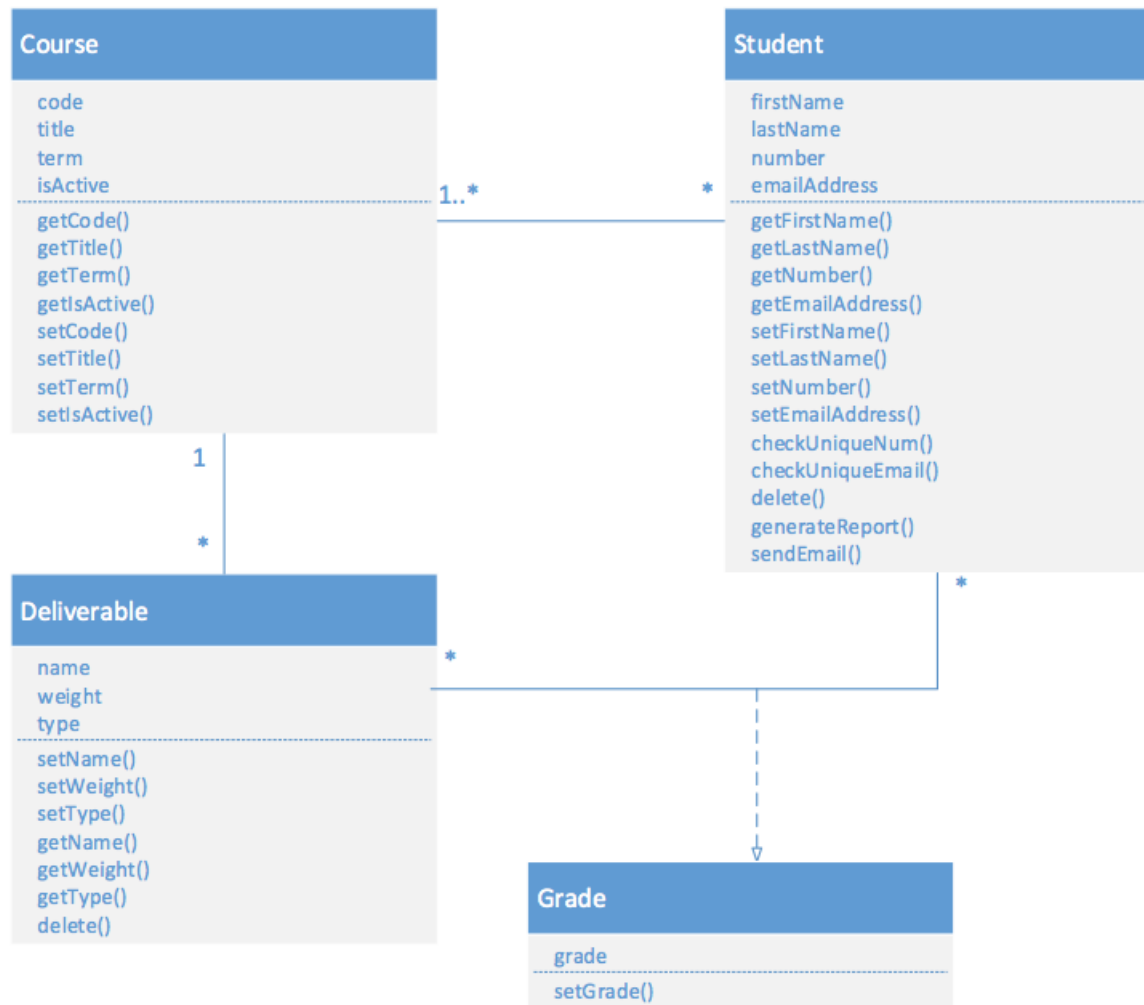 Course
code
title
term
isActive
getCode()
getTitle()
getTerm()
getIsActive()
setCode()
setTitle()
setTerm()
setIsActive()
1..*
*
Student
firstName
lastName
number
emailAddress
getFirstName()
getLastName()
getNumber()
getEmailAddress()
setFirstName()
setLastName()
setNumber()
setEmailAddress()
checkUniqueNum()
checkUniqueEmail()
delete()
generateReport()
sendEmail()
1
*
Deliverable
name
weight
type
setName()
setWeight()
setType()
getName()
getWeight()
getType()
delete()
*
*
Grade
grade
setGrade()